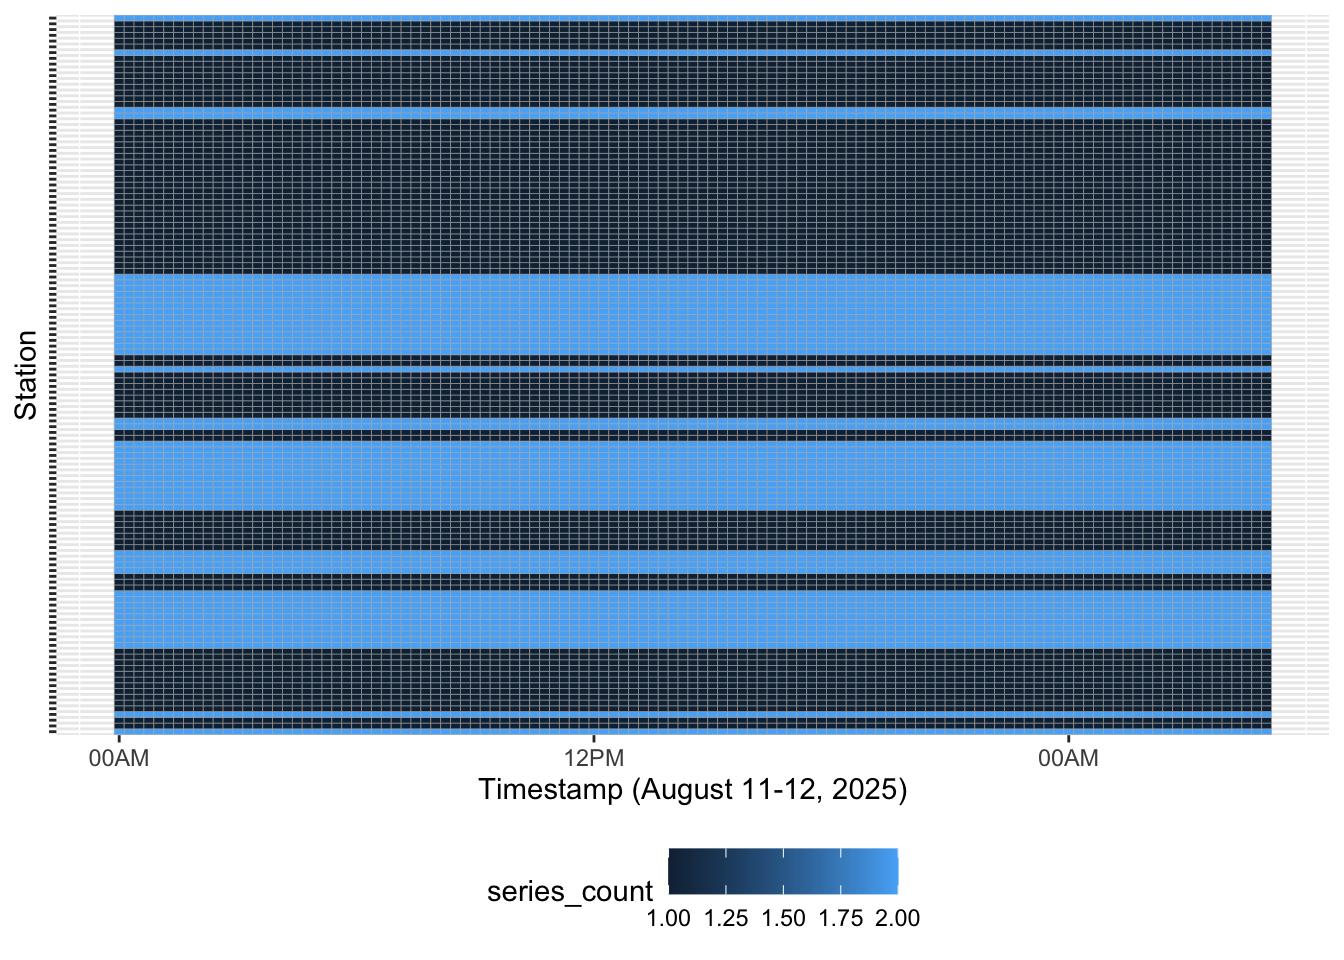 Station
00AM 12PM 00AM
Timestamp (August 11-12, 2025)
series_count
1.00 1.25 1.50 1.75 2.00